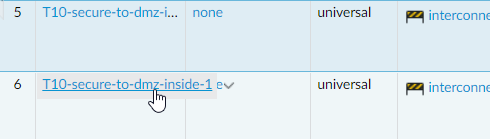 5 T10-secure-to-dmz-i... none universal interconne
6 T10-secure-to-dmz-inside-1 e universal interconne